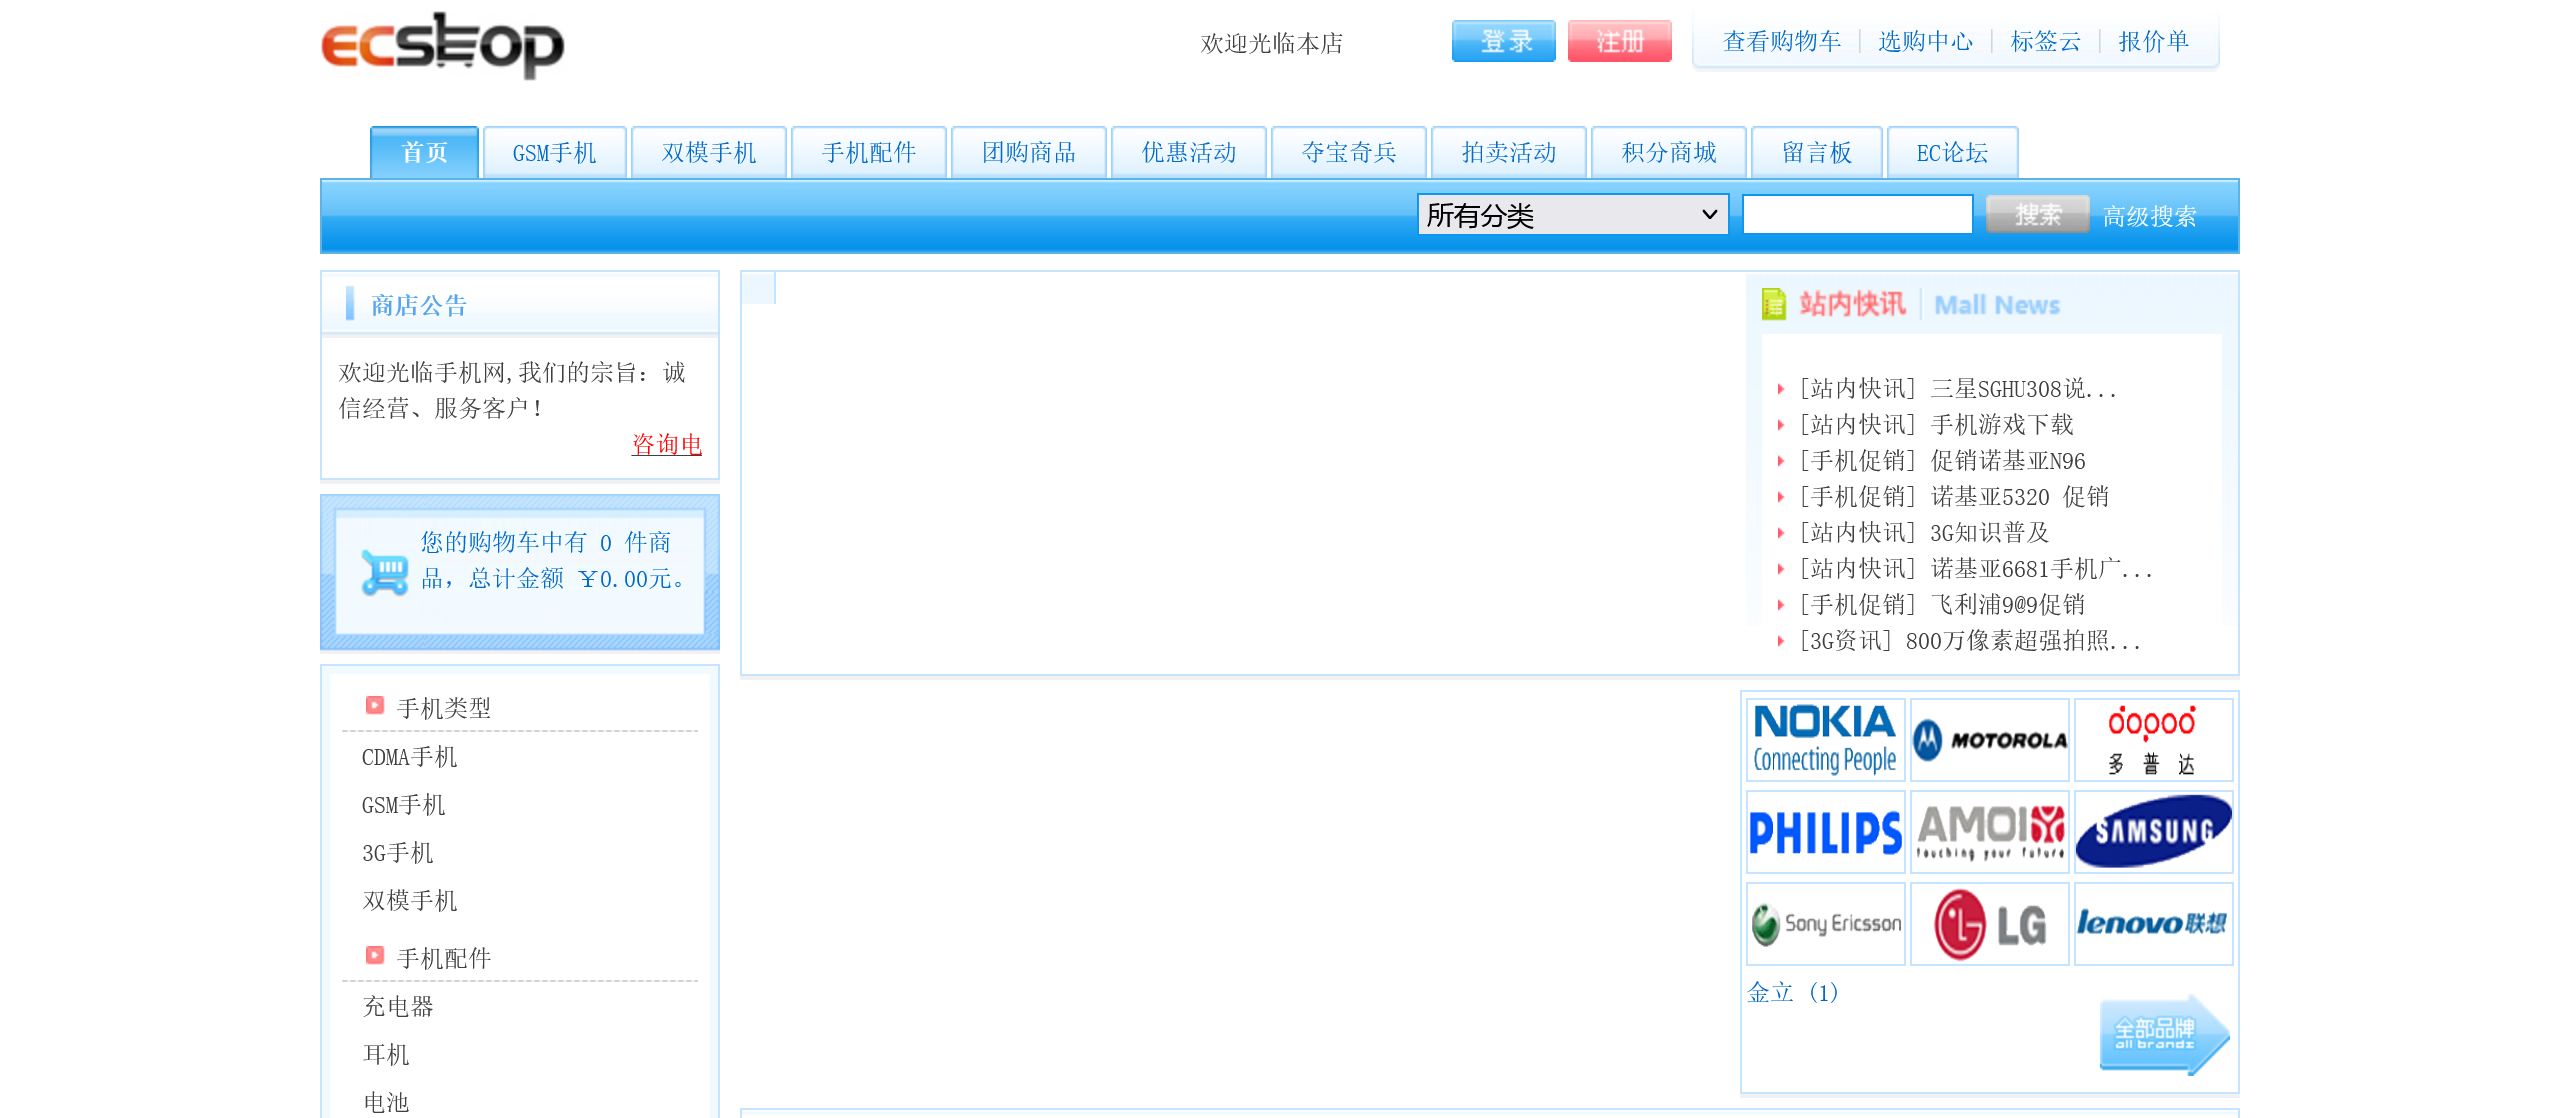 ECSHOP
欢迎光临本店
登录 注册
查看购物车 选购中心 标签云 报价单
首页 GSM手机 双模手机 手机配件 团购商品 优惠活动 夺宝奇兵 拍卖活动 积分商城 留言板 EC论坛
所有分类 搜索 高级搜索
商店公告
欢迎光临手机网,我们的宗旨：诚
信经营、服务客户！
咨询电
您的购物车中有 0 件商
品，总计金额 ￥0.00元。
手机类型
CDMA手机
GSM手机
3G手机
双模手机
手机配件
充电器
耳机
电池
站内快讯 Mall News
[站内快讯] 三星SGHU308说...
[站内快讯] 手机游戏下载
[手机促销] 促销诺基亚N96
[手机促销] 诺基亚5320 促销
[站内快讯] 3G知识普及
[站内快讯] 诺基亚6681手机广...
[手机促销] 飞利浦9@9促销
[3G资讯] 800万像素超强拍照...
NOKIA
Connecting People
MOTOROLA
dopod
多普达
PHILIPS
AMOI
touching your future
SAMSUNG
Sony Ericsson
LG
lenovo联想
金立 (1)
全部品牌
all brands